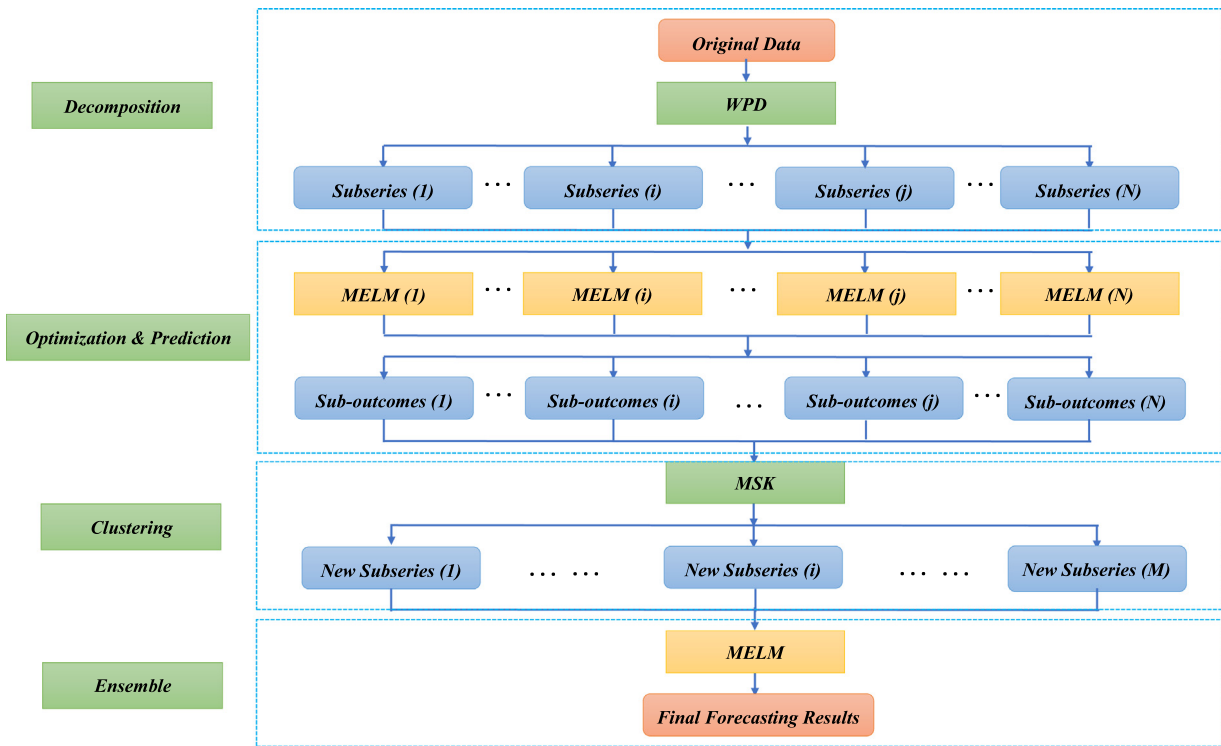 Original Data
Decomposition
WPD
Subseries (1) ... Subseries (i) ... Subseries (j) ... Subseries (N)
MELM (1) ... MELM (i) ... MELM (j) ... MELM (N)
Optimization & Prediction
Sub-outcomes (1) ... Sub-outcomes (i) ... Sub-outcomes (j) ... Sub-outcomes (N)
MSK
Clustering
New Subseries (1) ... ... New Subseries (i) ... ... New Subseries (M)
MELM
Ensemble
Final Forecasting Results